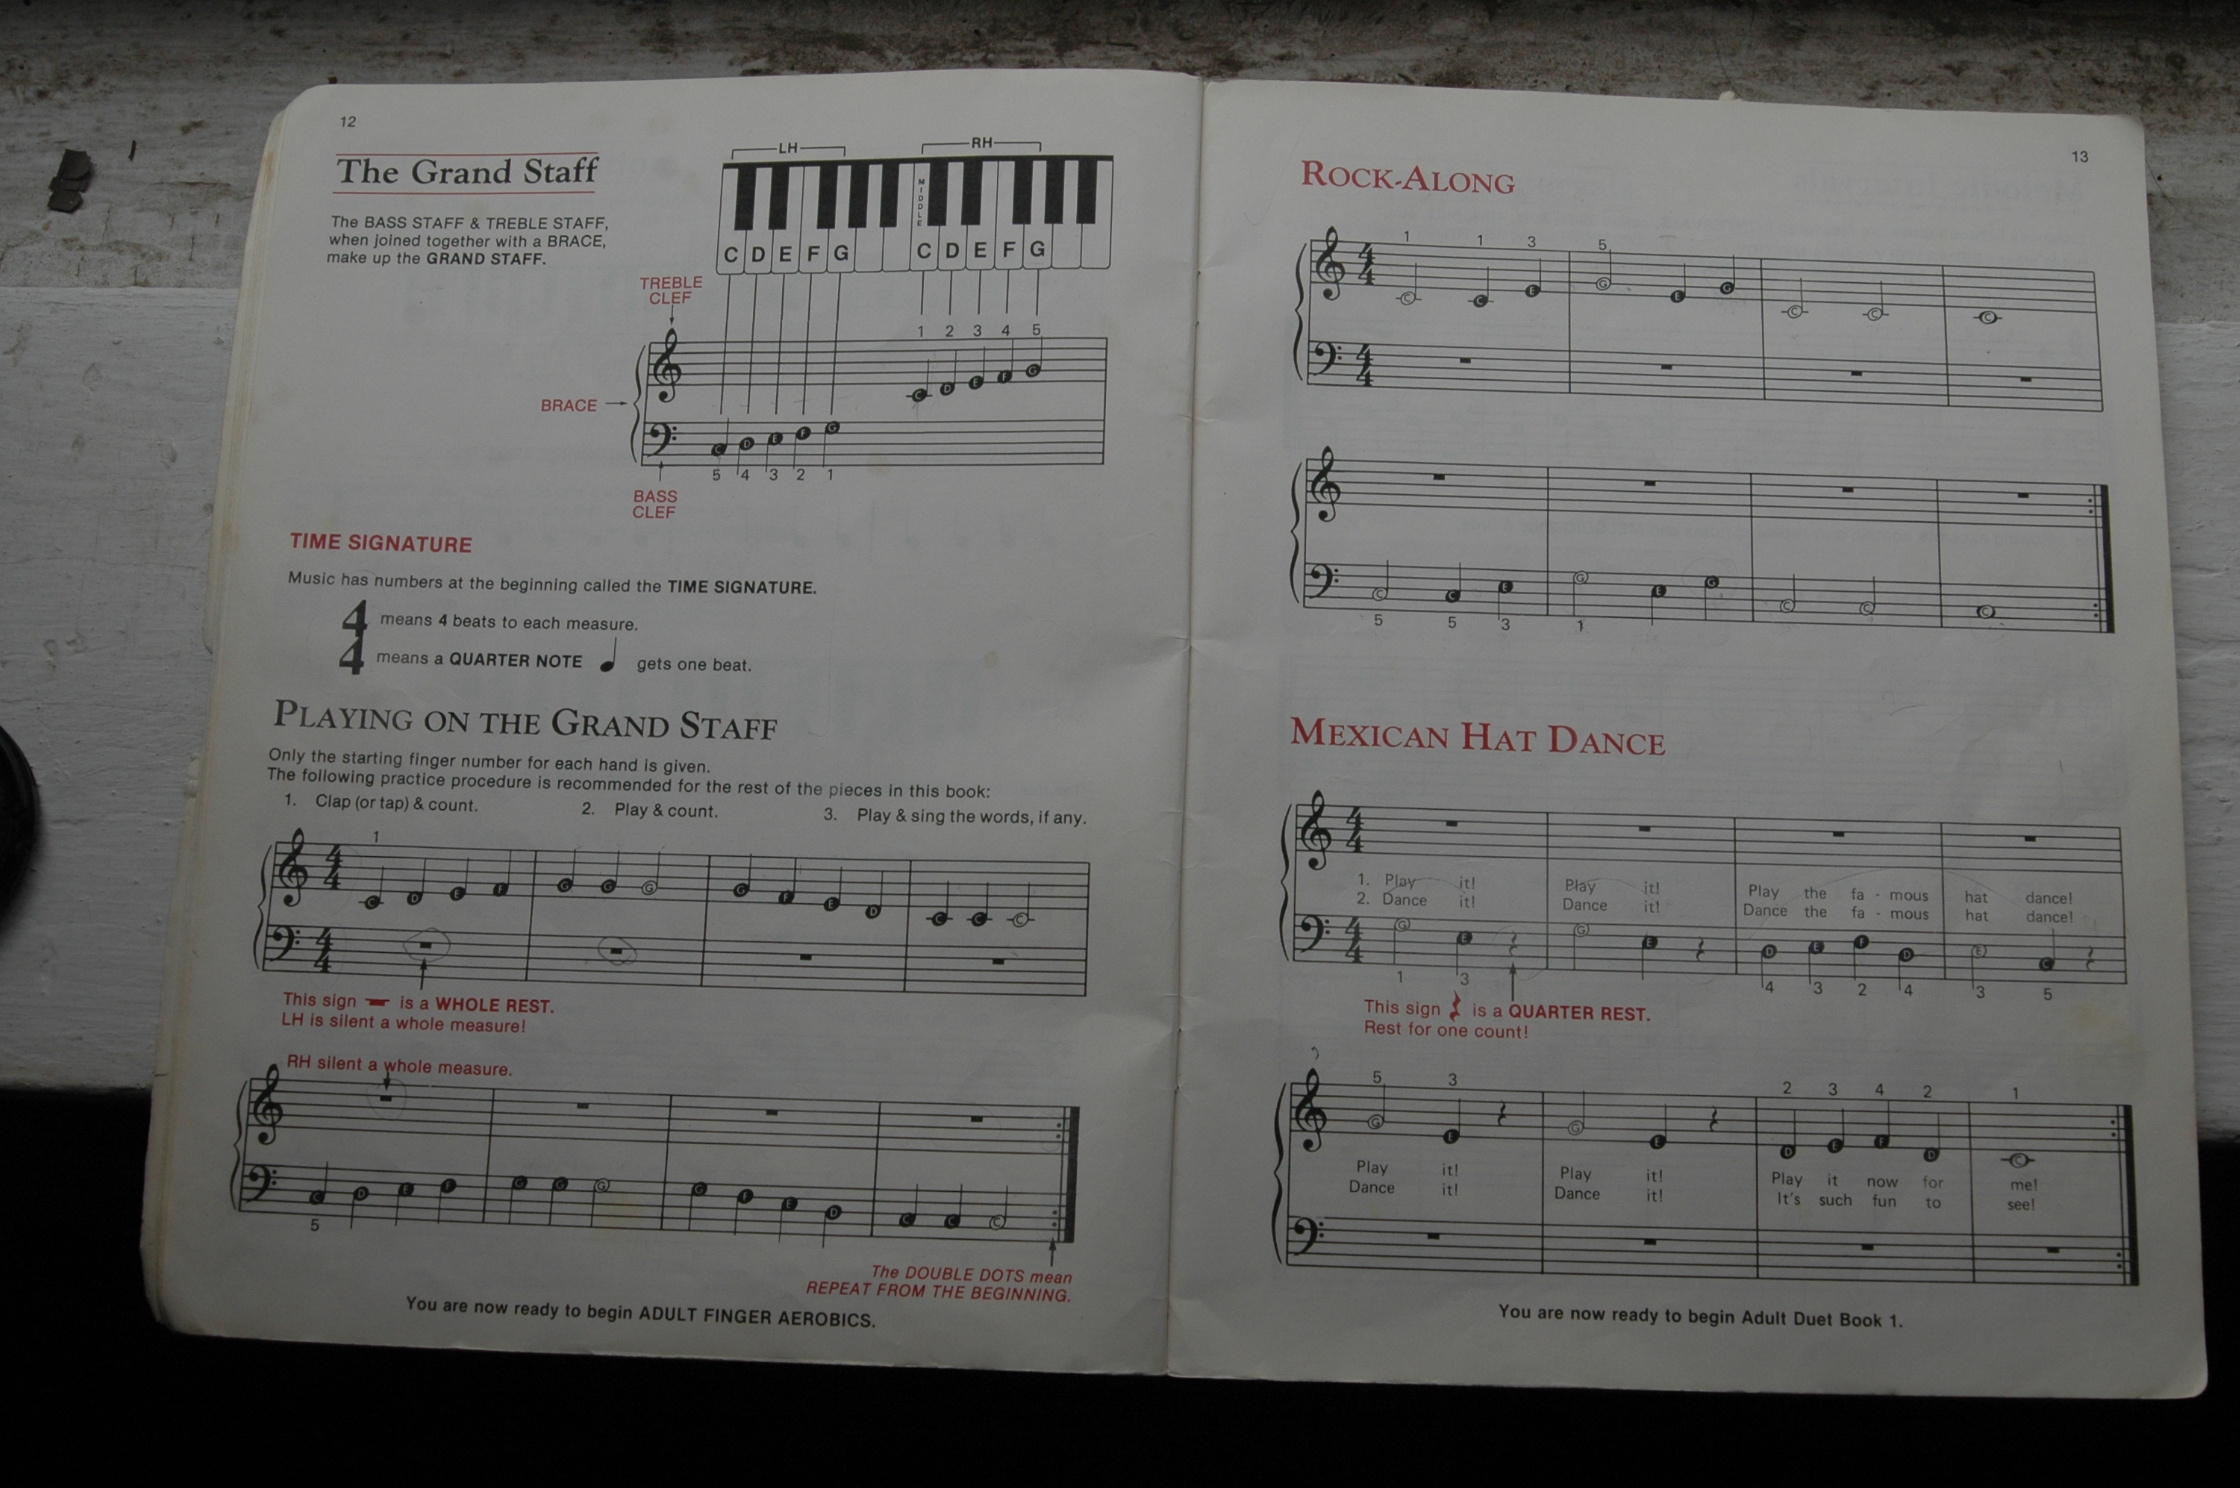 12
The Grand Staff
The BASS STAFF & TREBLE STAFF,
when joined together with a BRACE,
make up the GRAND STAFF.
LH RH
MIDDLE
C D E F G C D E F G
TREBLE
CLEF
1 2 3 4 5
C D E F G
BRACE
C D E F G
5 4 3 2 1
BASS
CLEF
TIME SIGNATURE
Music has numbers at the beginning called the TIME SIGNATURE.
4 means 4 beats to each measure.
4 means a QUARTER NOTE gets one beat.
PLAYING ON THE GRAND STAFF
Only the starting finger number for each hand is given.
The following practice procedure is recommended for the rest of the pieces in this book:
1. Clap (or tap) & count. 2. Play & count. 3. Play & sing the words, if any.
1
4
4
C D E F G G G G F E D C C C
4
4
This sign is a WHOLE REST.
LH is silent a whole measure!
RH silent a whole measure.
C D E F G G G G F E D C C C
5
The DOUBLE DOTS mean
REPEAT FROM THE BEGINNING.
You are now ready to begin ADULT FINGER AEROBICS.
13
ROCK-ALONG
1 1 3 5
4
4
C C E G E G C C C
4
4
C C E G E G C C C
5 5 3 1
MEXICAN HAT DANCE
4
4
1. Play it! Play it! Play the fa - mous hat dance!
2. Dance it! Dance it! Dance the fa - mous hat dance!
4
4
G E G E D E F D E C
1 3 4 3 2 4 3 5
This sign is a QUARTER REST.
Rest for one count!
5 3 2 3 4 2 1
G E G E D E F D C
Play it! Play it! Play it now for me!
Dance it! Dance it! It's such fun to see!
You are now ready to begin Adult Duet Book 1.